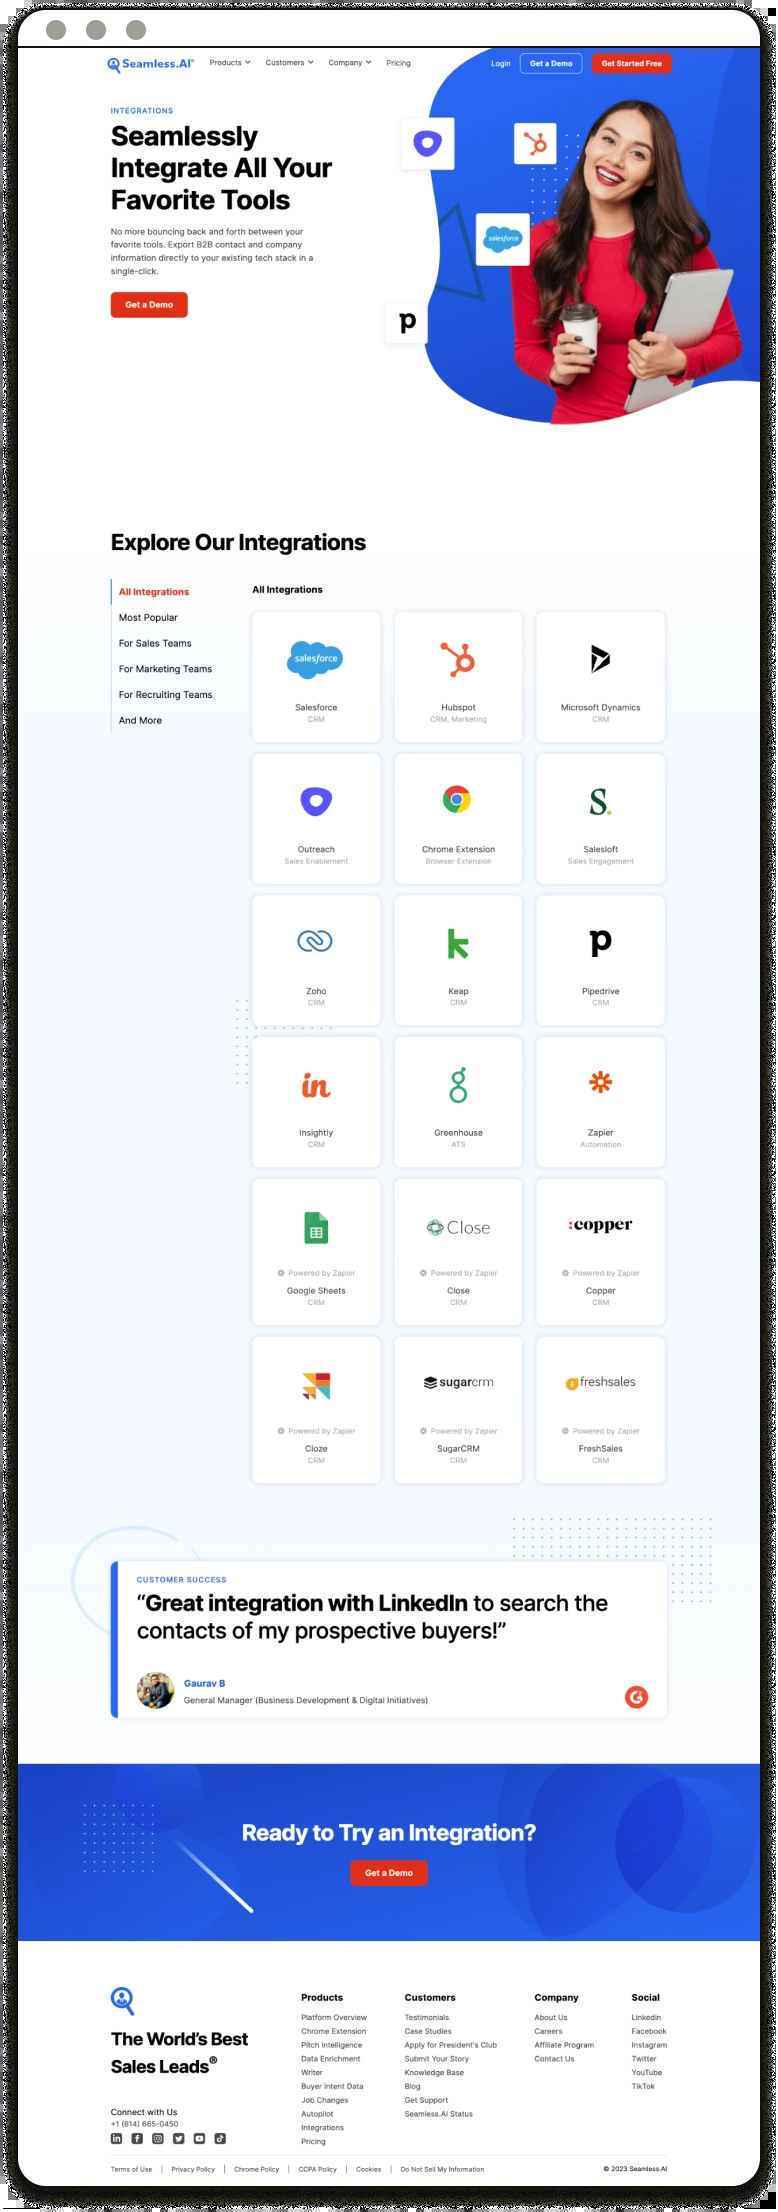 Seamless.AI®
Products
Customers
Company
Pricing
Login
Get a Demo
Get Started Free
INTEGRATIONS
Seamlessly
Integrate All Your
Favorite Tools
No more bouncing back and forth between your
favorite tools. Export B2B contact and company
information directly to your existing tech stack in a
single-click.
Get a Demo
salesforce
p
Explore Our Integrations
All Integrations
Most Popular
For Sales Teams
For Marketing Teams
For Recruiting Teams
And More
All Integrations
salesforce
Salesforce
CRM
Hubspot
CRM, Marketing
Microsoft Dynamics
CRM
Outreach
Sales Enablement
Chrome Extension
Browser Extension
S.
Salesloft
Sales Engagement
Zoho
CRM
k
Keap
CRM
p
Pipedrive
CRM
in
Insightly
CRM
Greenhouse
ATS
Zapier
Automation
Powered by Zapier
Google Sheets
CRM
Close
Powered by Zapier
Close
CRM
:copper
Powered by Zapier
Copper
CRM
Powered by Zapier
Cloze
CRM
sugarcrm
Powered by Zapier
SugarCRM
CRM
freshsales
Powered by Zapier
FreshSales
CRM
CUSTOMER SUCCESS
“Great integration with LinkedIn to search the
contacts of my prospective buyers!”
Gaurav B
General Manager (Business Development & Digital Initiatives)
Ready to Try an Integration?
Get a Demo
The World's Best
Sales Leads®
Connect with Us
+1 (614) 665-0450
Products
Platform Overview
Chrome Extension
Pitch Intelligence
Data Enrichment
Writer
Buyer Intent Data
Job Changes
Autopilot
Integrations
Pricing
Customers
Testimonials
Case Studies
Apply for President's Club
Submit Your Story
Knowledge Base
Blog
Get Support
Seamless.AI Status
Company
About Us
Careers
Affiliate Program
Contact Us
Social
Linkedin
Facebook
Instagram
Twitter
YouTube
TikTok
Terms of Use | Privacy Policy | Chrome Policy | CCPA Policy | Cookies | Do Not Sell My Information
© 2023 Seamless.AI